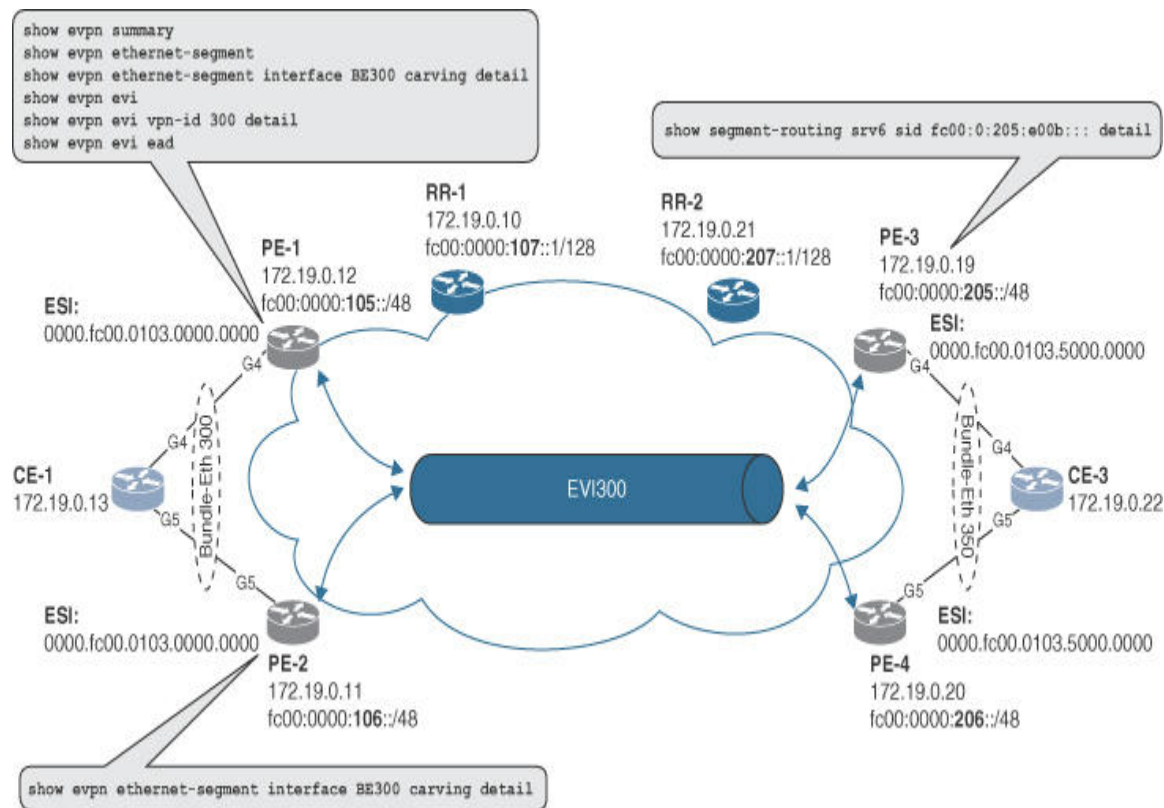 show evpn summary
show evpn ethernet-segment
show evpn ethernet-segment interface BE300 carving detail
show evpn evi
show evpn evi vpn-id 300 detail
show evpn evi ead
show segment-routing srv6 sid fc00:0:205:e00b::: detail
RR-1
172.19.0.10
fc00:0000:107::1/128
RR-2
172.19.0.21
fc00:0000:207::1/128
PE-1
172.19.0.12
fc00:0000:105::/48
PE-3
172.19.0.19
fc00:0000:205::/48
ESI:
0000.fc00.0103.0000.0000
ESI:
0000.fc00.0103.5000.0000
G4
G4
G4
G4
Bundle-Eth 300
Bundle-Eth 350
CE-1
172.19.0.13
EVI300
CE-3
172.19.0.22
G5
G5
G5
G5
ESI:
0000.fc00.0103.0000.0000
ESI:
0000.fc00.0103.5000.0000
PE-2
172.19.0.11
fc00:0000:106::/48
PE-4
172.19.0.20
fc00:0000:206::/48
show evpn ethernet-segment interface BE300 carving detail